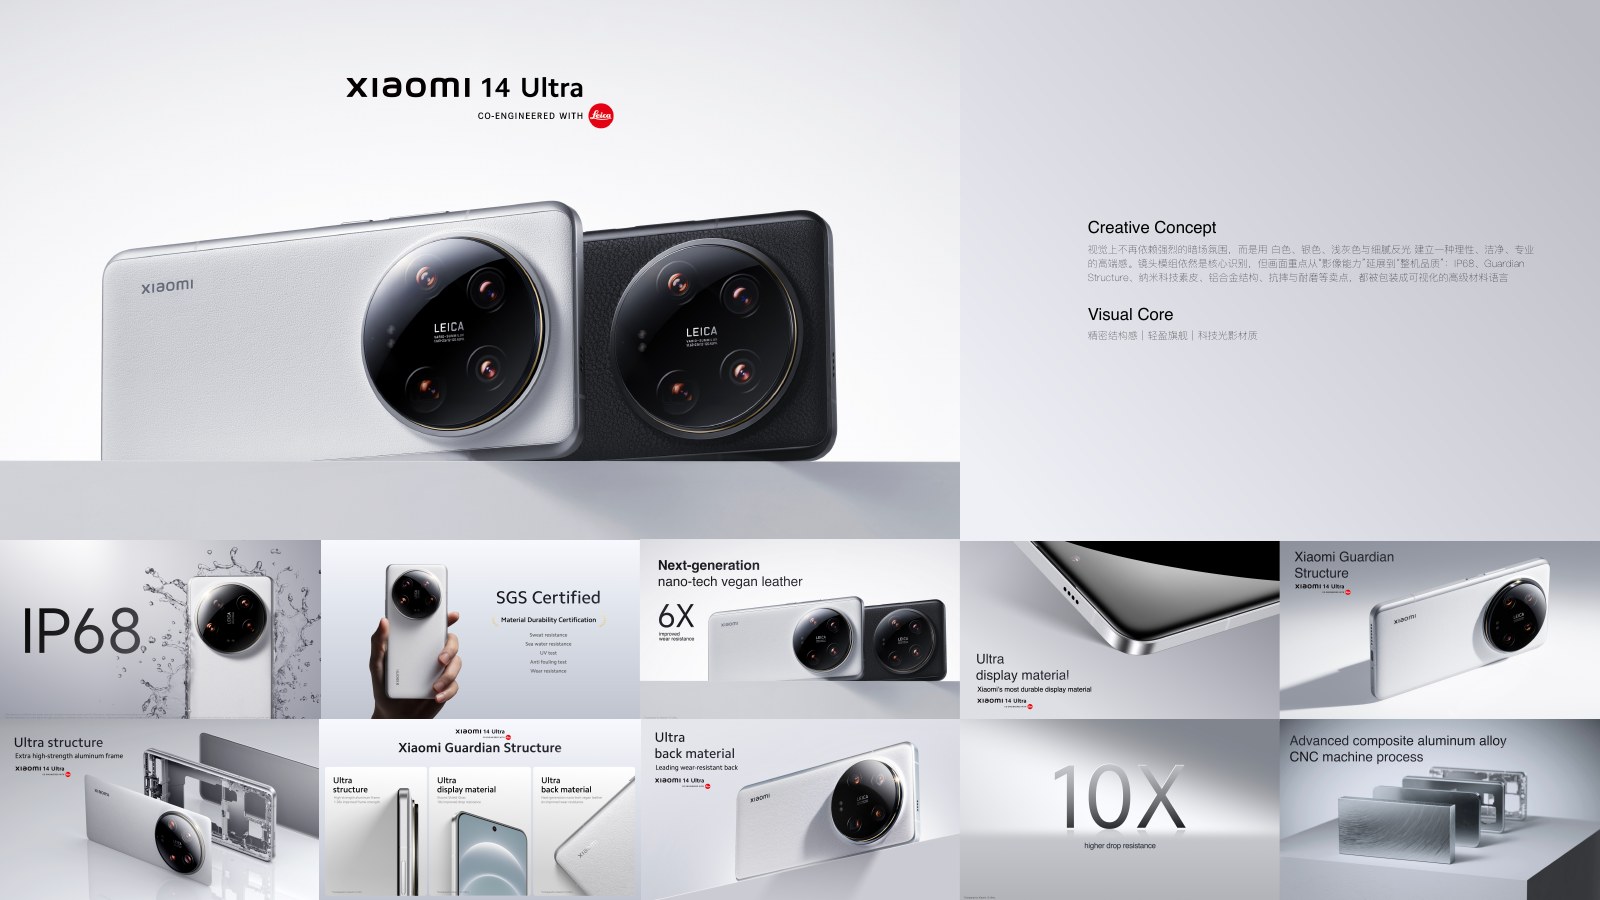 xiaomi 14 Ultra
CO-ENGINEERED WITH Leica
xiaomi
LEICA
LEICA
Creative Concept
视觉上不再依赖强烈的暗场氛围，而是用 白色、银色、浅灰色与细腻反光 建立一种理性、洁净、专业
的高端感。镜头模组依然是核心识别，但画面重点从“影像能力”延展到“整机品质”：IP68、Guardian
Structure、纳米科技素皮、铝合金结构、抗摔与耐磨等卖点，都被包装成可视化的高级材料语言
Visual Core
精密结构感｜轻盈旗舰｜科技光影材质
IP68
SGS Certified
Material Durability Certification
Sweat resistance
Sea water resistance
UV test
Anti fouling test
Wear resistance
Next-generation
nano-tech vegan leather
6X
improved
wear resistance
Ultra
display material
Xiaomi's most durable display material
xiaomi 14 Ultra
Xiaomi Guardian
Structure
xiaomi 14 Ultra
xiaomi
Ultra structure
Extra high-strength aluminum frame
xiaomi 14 Ultra
xiaomi 14 Ultra
Xiaomi Guardian Structure
Ultra
structure
Ultra
display material
Ultra
back material
Ultra
back material
Leading wear-resistant back
xiaomi 14 Ultra
xiaomi
10X
higher drop resistance
Advanced composite aluminum alloy
CNC machine process